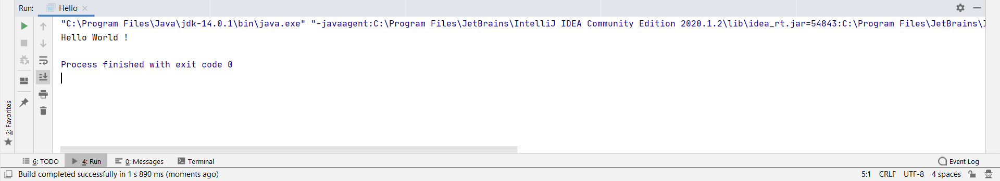 Run: Hello
"C:\Program Files\Java\jdk-14.0.1\bin\java.exe" "-javaagent:C:\Program Files\JetBrains\IntelliJ IDEA Community Edition 2020.1.2\lib\idea_rt.jar=54843:C:\Program Files\JetBrains\
Hello World !
Process finished with exit code 0
2: Favorites
6: TODO 4: Run 0: Messages Terminal Event Log
Build completed successfully in 1 s 890 ms (moments ago) 5:1 CRLF UTF-8 4 spaces